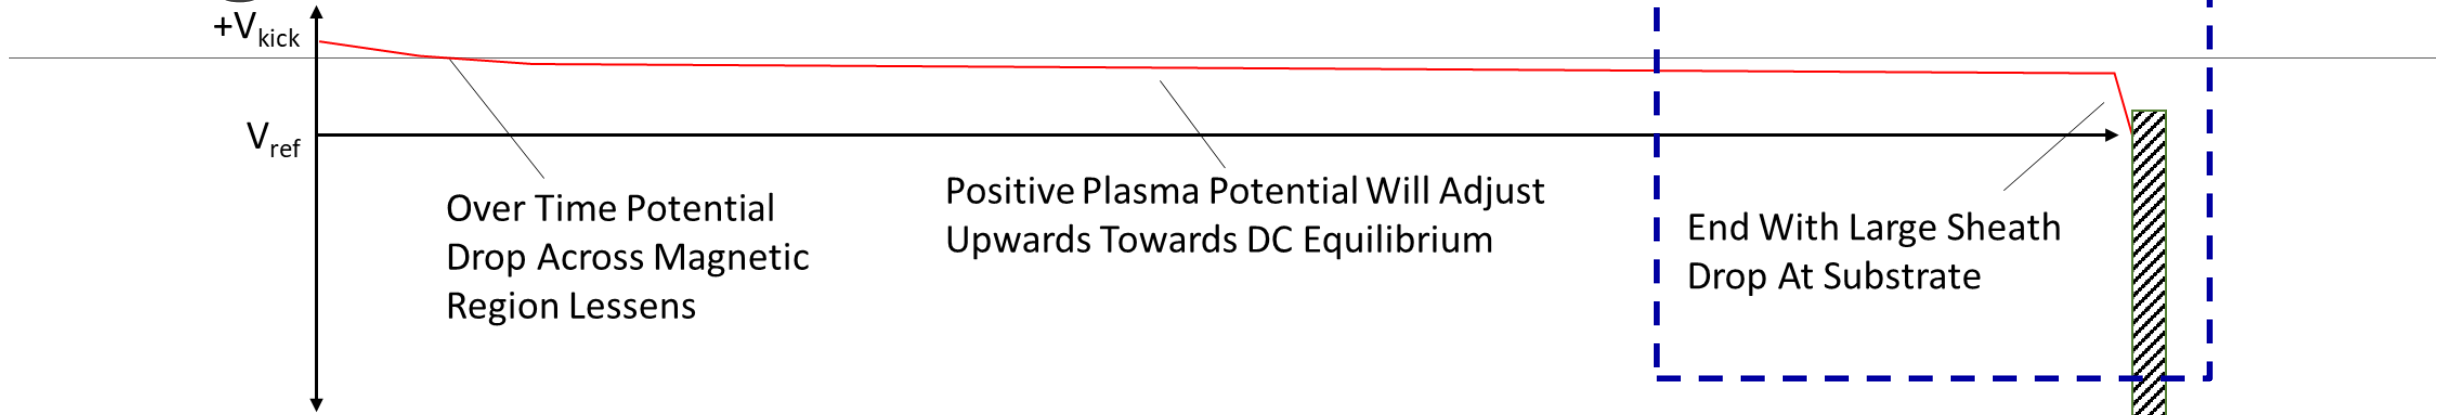 +Vkick
Vref
Over Time Potential
Drop Across Magnetic
Region Lessens
Positive Plasma Potential Will Adjust
Upwards Towards DC Equilibrium
End With Large Sheath
Drop At Substrate